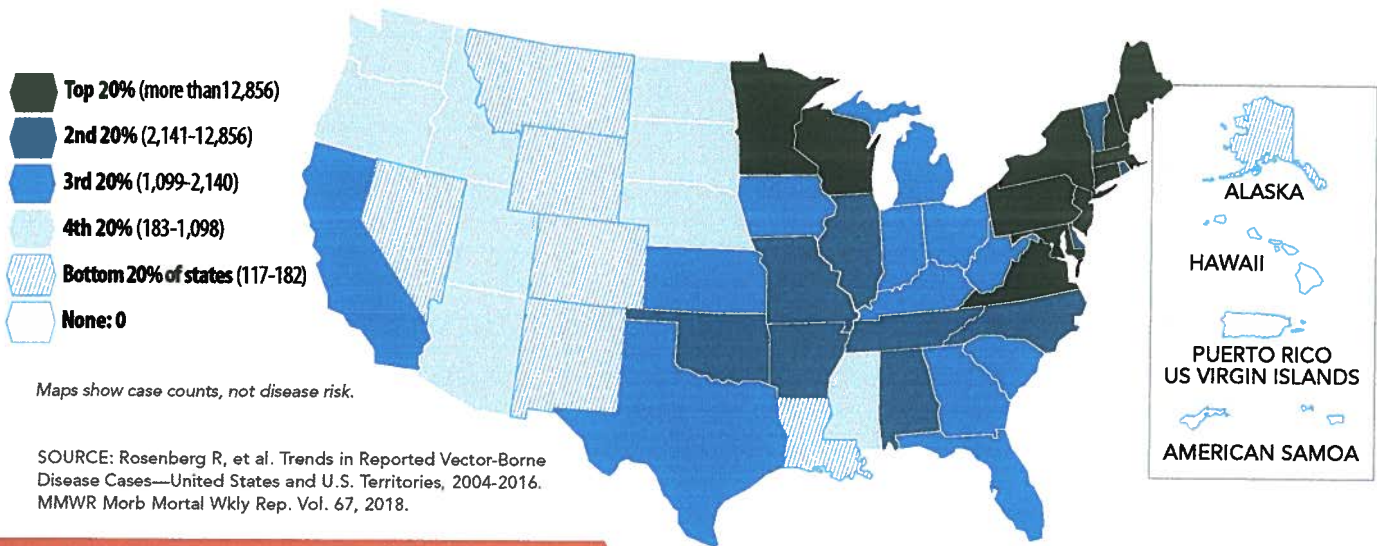 Top 20% (more than12,856)
2nd 20% (2,141-12,856)
3rd 20% (1,099-2,140)
4th 20% (183-1,098)
Bottom 20% of states (117-182)
None: 0
Maps show case counts, not disease risk.
SOURCE: Rosenberg R, et al. Trends in Reported Vector-Borne
Disease Cases—United States and U.S. Territories, 2004-2016.
MMWR Morb Mortal Wkly Rep. Vol. 67, 2018.
ALASKA
HAWAII
PUERTO RICO
US VIRGIN ISLANDS
AMERICAN SAMOA